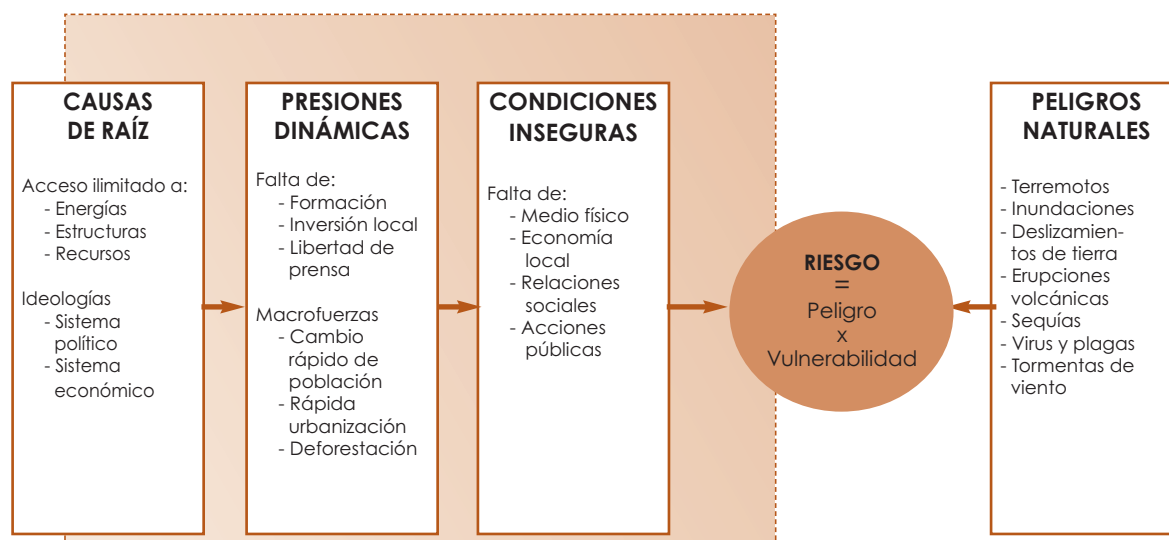 CAUSAS
DE RAÍZ
Acceso ilimitado a:
- Energías
- Estructuras
- Recursos
Ideologías
- Sistema
político
- Sistema
económico
PRESIONES
DINÁMICAS
Falta de:
- Formación
- Inversión local
- Libertad de
prensa
Macrofuerzas
- Cambio
rápido de
población
- Rápida
urbanización
- Deforestación
CONDICIONES
INSEGURAS
Falta de:
- Medio físico
- Economía
local
- Relaciones
sociales
- Acciones
públicas
RIESGO
=
Peligro
x
Vulnerabilidad
PELIGROS
NATURALES
- Terremotos
- Inundaciones
- Deslizamien-
tos de tierra
- Erupciones
volcánicas
- Sequías
- Virus y plagas
- Tormentas de
viento